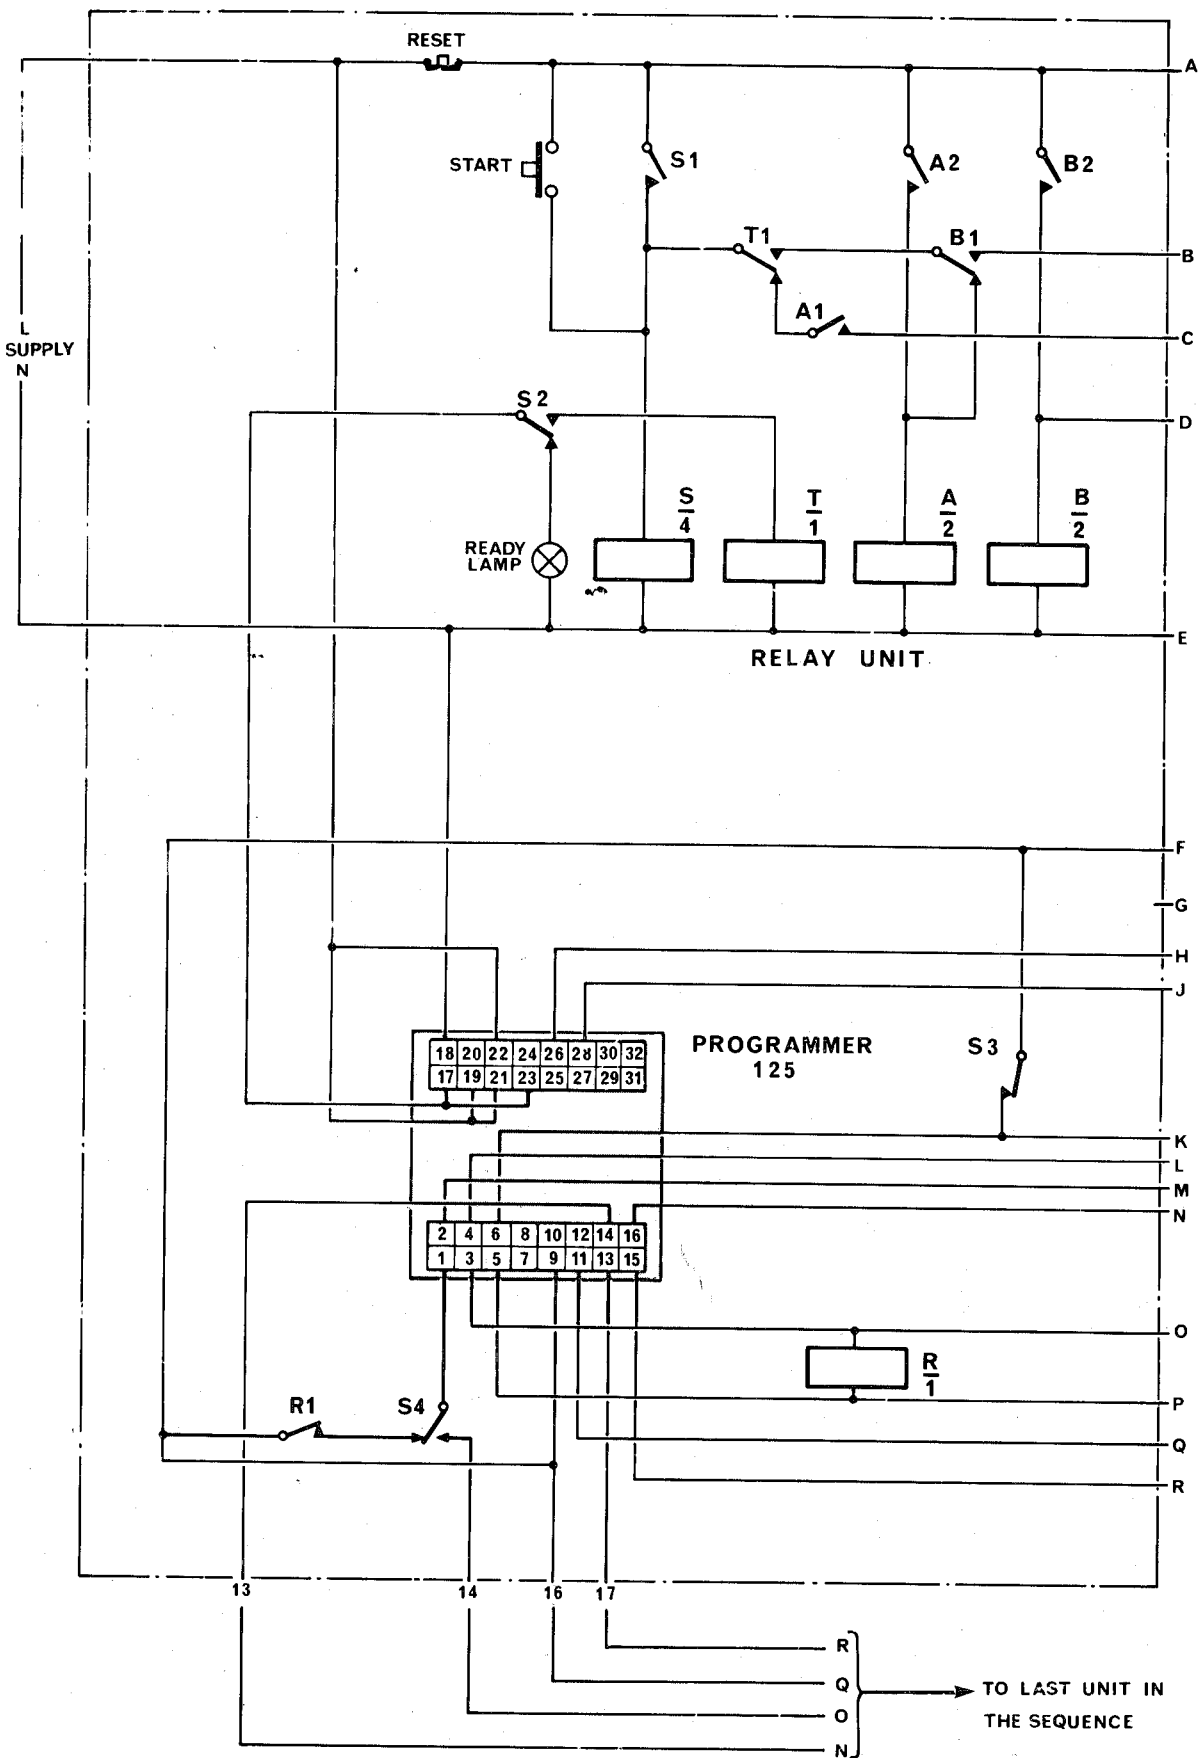 RESET
A
START
S1
A2
B2
T1
B1
B
A1
C
L
SUPPLY
N
S2
D
S
4
T
1
A
2
B
2
READY
LAMP
E
RELAY UNIT
F
G
H
J
PROGRAMMER
125
S3
18 20 22 24 26 28 30 32
17 19 21 23 25 27 29 31
K
L
M
N
2 4 6 8 10 12 14 16
1 3 5 7 9 11 13 15
O
R
1
P
R1
S4
Q
R
13
14
16
17
R
Q
O
N
TO LAST UNIT IN
THE SEQUENCE